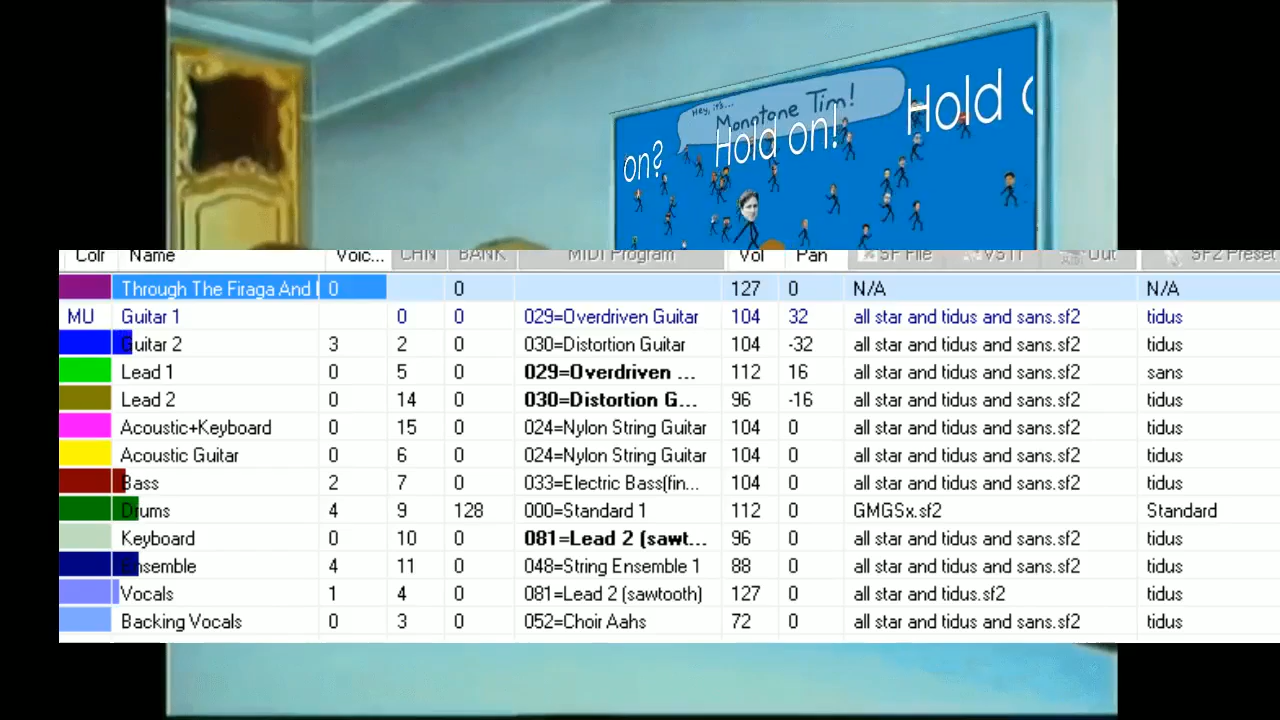 Hey, it's...
Monotone Tim!
on? Hold on! Hold
Colr Name Voic... CHN BANK MIDI Program Vol Pan SF File VSTi Out SF2 Preset
Through The Firaga And 0 0 127 0 N/A N/A
MU Guitar 1 0 0 029=Overdriven Guitar 104 32 all star and tidus and sans.sf2 tidus
Guitar 2 3 2 0 030=Distortion Guitar 104 -32 all star and tidus and sans.sf2 tidus
Lead 1 0 5 0 029=Overdriven ... 112 16 all star and tidus and sans.sf2 sans
Lead 2 0 14 0 030=Distortion G... 96 -16 all star and tidus and sans.sf2 tidus
Acoustic+Keyboard 0 15 0 024=Nylon String Guitar 104 0 all star and tidus and sans.sf2 tidus
Acoustic Guitar 0 6 0 024=Nylon String Guitar 104 0 all star and tidus and sans.sf2 tidus
Bass 2 7 0 033=Electric Bass(fin... 104 0 all star and tidus and sans.sf2 tidus
Drums 4 9 128 000=Standard 1 112 0 GMGSx.sf2 Standard
Keyboard 0 10 0 081=Lead 2 (sawt... 96 0 all star and tidus and sans.sf2 tidus
Ensemble 4 11 0 048=String Ensemble 1 88 0 all star and tidus and sans.sf2 tidus
Vocals 1 4 0 081=Lead 2 (sawtooth) 127 0 all star and tidus.sf2 tidus
Backing Vocals 0 3 0 052=Choir Aahs 72 0 all star and tidus and sans.sf2 tidus